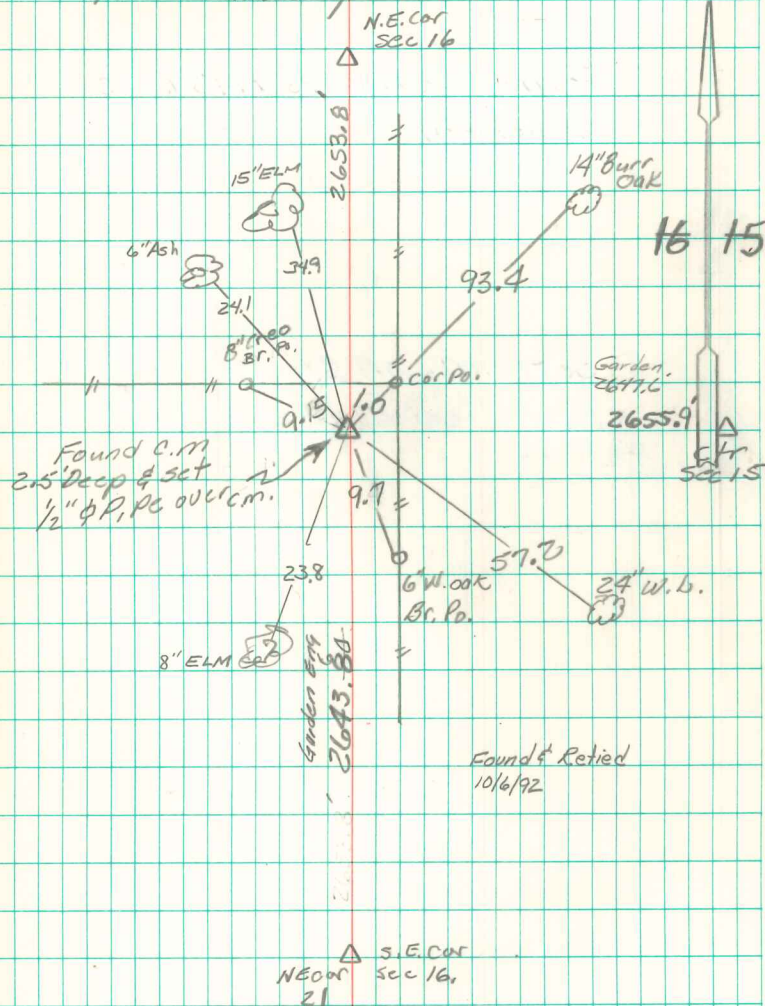 N.E. Cor
Sec 16
2653.8'
15" ELM
14" Burr
Oak
6" Ash
34.9
93.4
16 15
24.1
8" Creo
Br. Po.
Cor Po.
Garden.
2647.6
9.15
1.0
2655.9'
Ctr
Sec 15
Found C.M
2.5' Deep & Set
1/2" ϕ Pipe over c.m.
9.7
57.2
23.8
6" W. Oak
Br. Po.
24" W.O.
8" ELM
Garden Eng
2643.80
Found & Retied
10/6/92
S.E. Cor
Sec 16.
NE cor
21